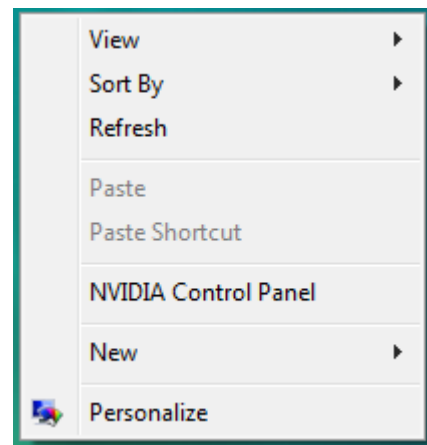 View
Sort By
Refresh
Paste
Paste Shortcut
NVIDIA Control Panel
New
Personalize